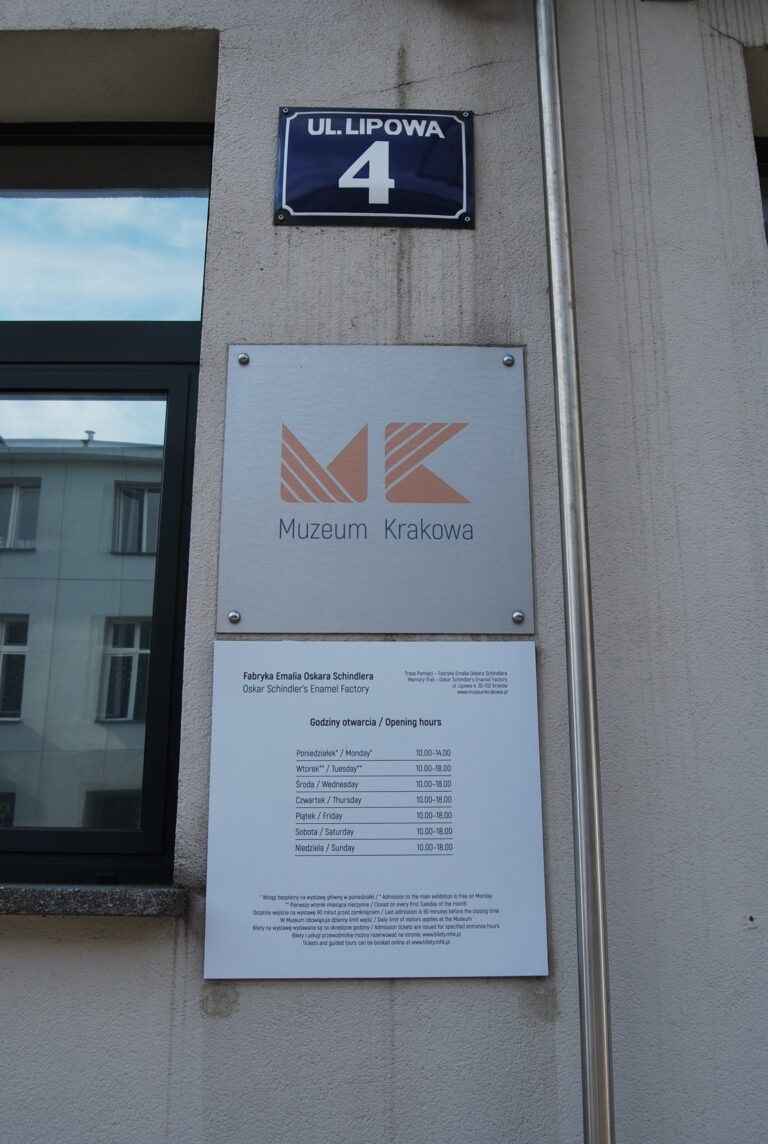 UL. LIPOWA
4
MK
Muzeum Krakowa
Fabryka Emalia Oskara Schindlera
Oskar Schindler's Enamel Factory
Trasa Pamięci - Fabryka Emalia Oskara Schindlera
Memory Trail - Oskar Schindler's Enamel Factory
ul. Lipowa 4, 30-702 Kraków
www.muzeumkrakowa.pl
Godziny otwarcia / Opening hours
Poniedziałek* / Monday* 10.00-14.00
Wtorek** / Tuesday** 10.00-18.00
Środa / Wednesday 10.00-18.00
Czwartek / Thursday 10.00-18.00
Piątek / Friday 10.00-18.00
Sobota / Saturday 10.00-18.00
Niedziela / Sunday 10.00-18.00
* Wstęp bezpłatny na wystawę główną w poniedziałki / * Admission to the main exhibition is free on Monday
** Pierwszy wtorek miesiąca nieczynne / Closed on every first Tuesday of the month
Ostatnie wejście na wystawę 90 minut przed zamknięciem / Last admission is 90 minutes before the closing time
W Muzeum obowiązuje dzienny limit wejść / Daily limit of visitors applies at the Museum
Bilety na wystawę wydawane są na określone godziny / Admission tickets are issued for specified entrance hours
Bilety i usługi przewodnickie można rezerwować na stronie: www.bilety.mhk.pl
Tickets and guided tours can be booked online at www.bilety.mhk.pl